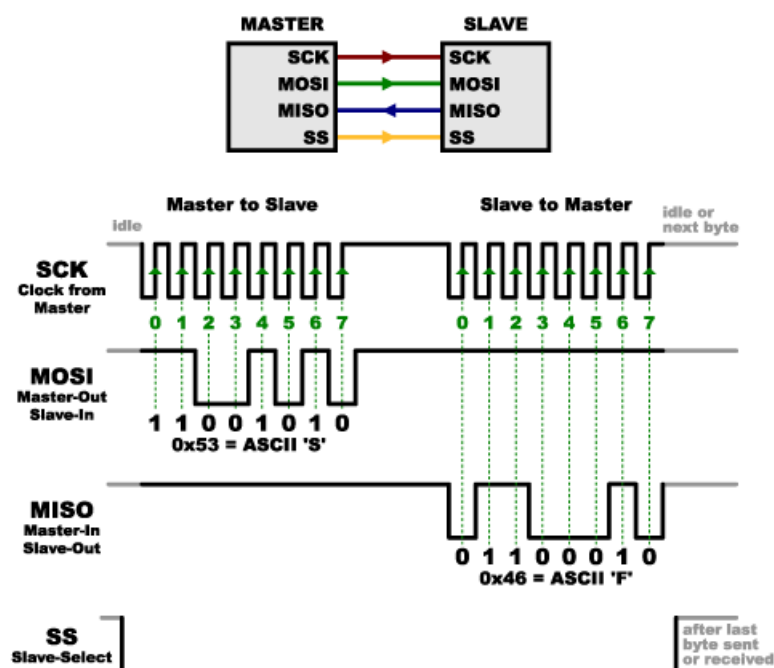 MASTER SLAVE
SCK SCK
MOSI MOSI
MISO MISO
SS SS
Master to Slave Slave to Master
idle
idle or
next byte
SCK
Clock from
Master
0 1 2 3 4 5 6 7 0 1 2 3 4 5 6 7
MOSI
Master-Out
Slave-In
1 1 0 0 1 0 1 0
0x53 = ASCII 'S'
MISO
Master-In
Slave-Out
0 1 1 0 0 0 1 0
0x46 = ASCII 'F'
SS
Slave-Select
after last
byte sent
or received